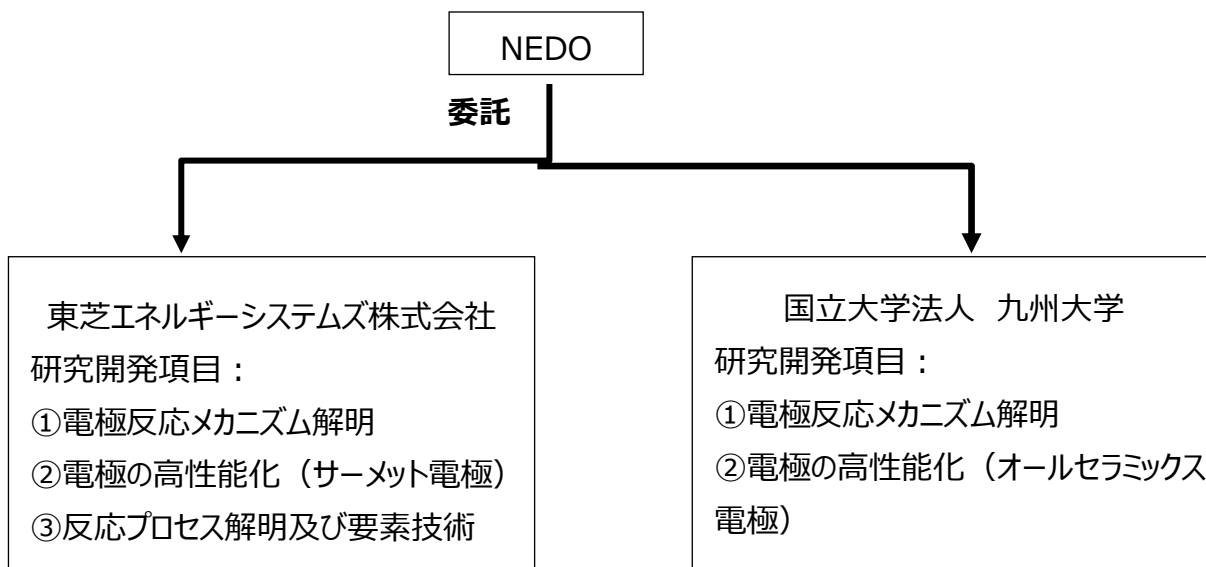 NEDO
委託
東芝エネルギーシステムズ株式会社
研究開発項目：
①電極反応メカニズム解明
②電極の高性能化（サーメット電極）
③反応プロセス解明及び要素技術
国立大学法人　九州大学
研究開発項目：
①電極反応メカニズム解明
②電極の高性能化（オールセラミックス
電極）